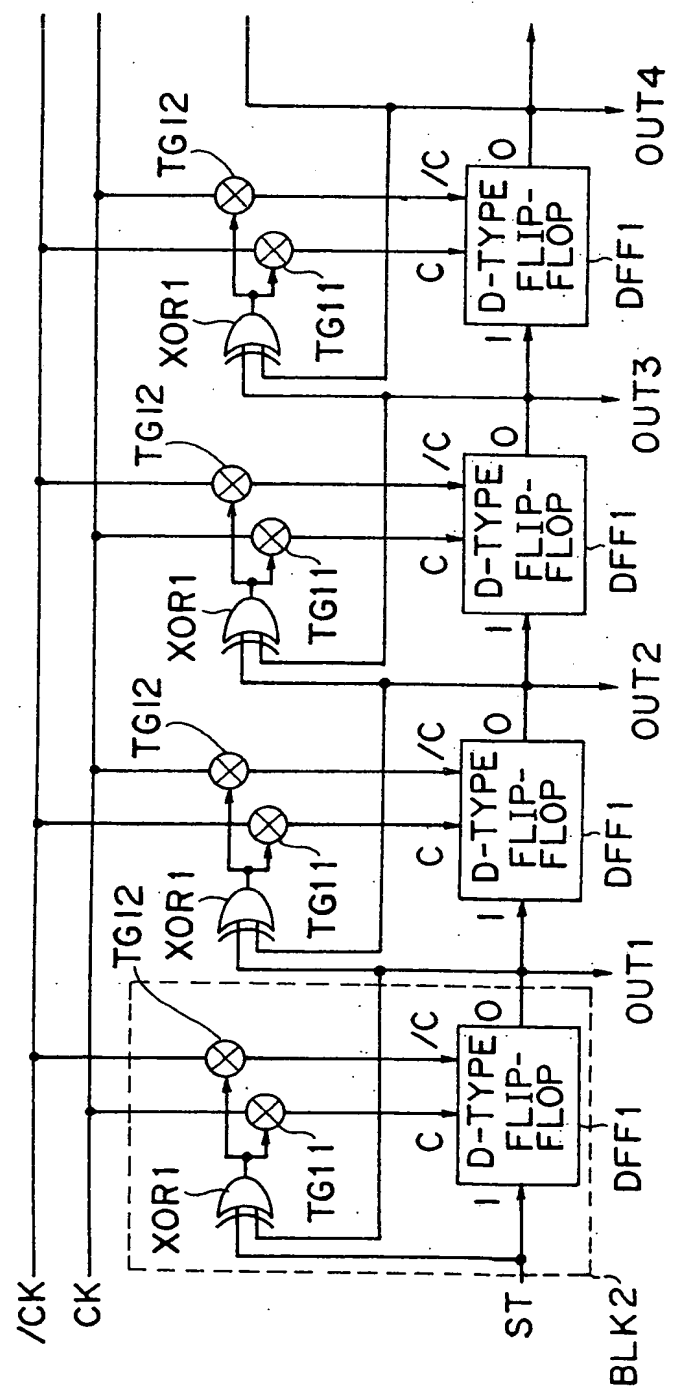 /CK
CK
TG12
TG12
TG12
TG12
XOR1
XOR1
XOR1
XOR1
TG11
TG11
TG11
TG11
C
/C
C
/C
C
/C
C
/C
I
D-TYPE
FLIP-
FLOP
O
I
D-TYPE
FLIP-
FLOP
O
I
D-TYPE
FLIP-
FLOP
O
I
D-TYPE
FLIP-
FLOP
O
ST
BLK2
DFF1
OUT1
DFF1
OUT2
DFF1
OUT3
DFF1
OUT4